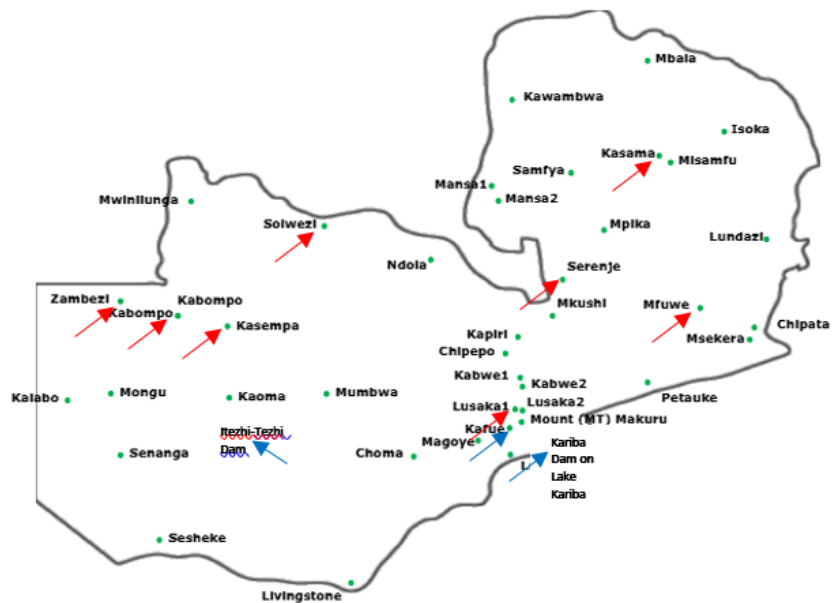 Mbala
Kawambwa
Isoka
Kasama
Misamfu
Samfya
Mansa1
Mansa2
Mwinilunga
Solwezi
Mpika
Lundazi
Ndola
Serenje
Zambezi
Kabompo
Kabompo
Mkushi
Mfuwe
Kasempa
Chipata
Kapiri
Msekera
Chipepo
Kabwe1
Kabwe2
Petauke
Kalabo
Mongu
Kaoma
Mumbwa
Lusaka1
Lusaka2
Mount (MT) Makuru
Kafue
Itezhi-Tezhi
Dam
Magoye
Senanga
Choma
Kariba
Dam on
Lake
Kariba
Sesheke
Livingstone